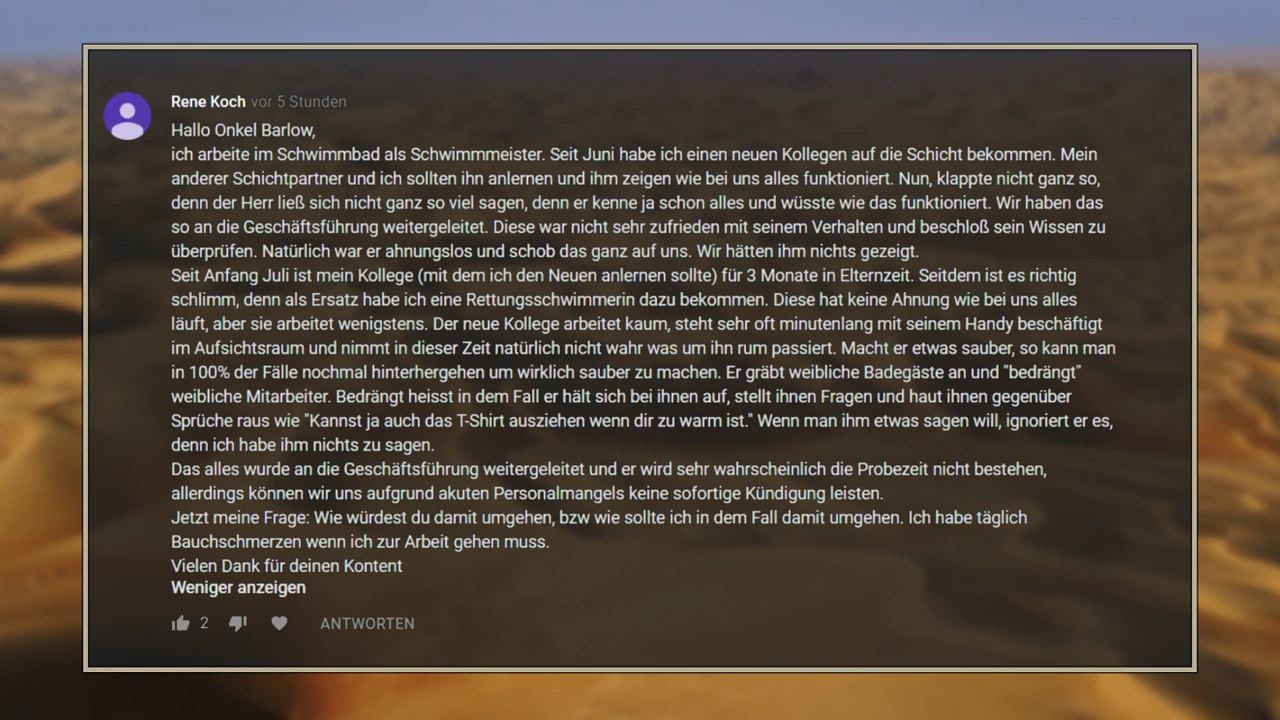 Rene Koch vor 5 Stunden
Hallo Onkel Barlow,
ich arbeite im Schwimmbad als Schwimmmeister. Seit Juni habe ich einen neuen Kollegen auf die Schicht bekommen. Mein
anderer Schichtpartner und ich sollten ihn anlernen und ihm zeigen wie bei uns alles funktioniert. Nun, klappte nicht ganz so,
denn der Herr ließ sich nicht ganz so viel sagen, denn er kenne ja schon alles und wüsste wie das funktioniert. Wir haben das
so an die Geschäftsführung weitergeleitet. Diese war nicht sehr zufrieden mit seinem Verhalten und beschloß sein Wissen zu
überprüfen. Natürlich war er ahnungslos und schob das ganz auf uns. Wir hätten ihm nichts gezeigt.
Seit Anfang Juli ist mein Kollege (mit dem ich den Neuen anlernen sollte) für 3 Monate in Elternzeit. Seitdem ist es richtig
schlimm, denn als Ersatz habe ich eine Rettungsschwimmerin dazu bekommen. Diese hat keine Ahnung wie bei uns alles
läuft, aber sie arbeitet wenigstens. Der neue Kollege arbeitet kaum, steht sehr oft minutenlang mit seinem Handy beschäftigt
im Aufsichtsraum und nimmt in dieser Zeit natürlich nicht wahr was um ihn rum passiert. Macht er etwas sauber, so kann man
in 100% der Fälle nochmal hinterhergehen um wirklich sauber zu machen. Er gräbt weibliche Badegäste an und "bedrängt"
weibliche Mitarbeiter. Bedrängt heisst in dem Fall er hält sich bei ihnen auf, stellt ihnen Fragen und haut ihnen gegenüber
Sprüche raus wie "Kannst ja auch das T-Shirt ausziehen wenn dir zu warm ist." Wenn man ihm etwas sagen will, ignoriert er es,
denn ich habe ihm nichts zu sagen.
Das alles wurde an die Geschäftsführung weitergeleitet und er wird sehr wahrscheinlich die Probezeit nicht bestehen,
allerdings können wir uns aufgrund akuten Personalmangels keine sofortige Kündigung leisten.
Jetzt meine Frage: Wie würdest du damit umgehen, bzw wie sollte ich in dem Fall damit umgehen. Ich habe täglich
Bauchschmerzen wenn ich zur Arbeit gehen muss.
Vielen Dank für deinen Kontent
Weniger anzeigen
2 ANTWORTEN